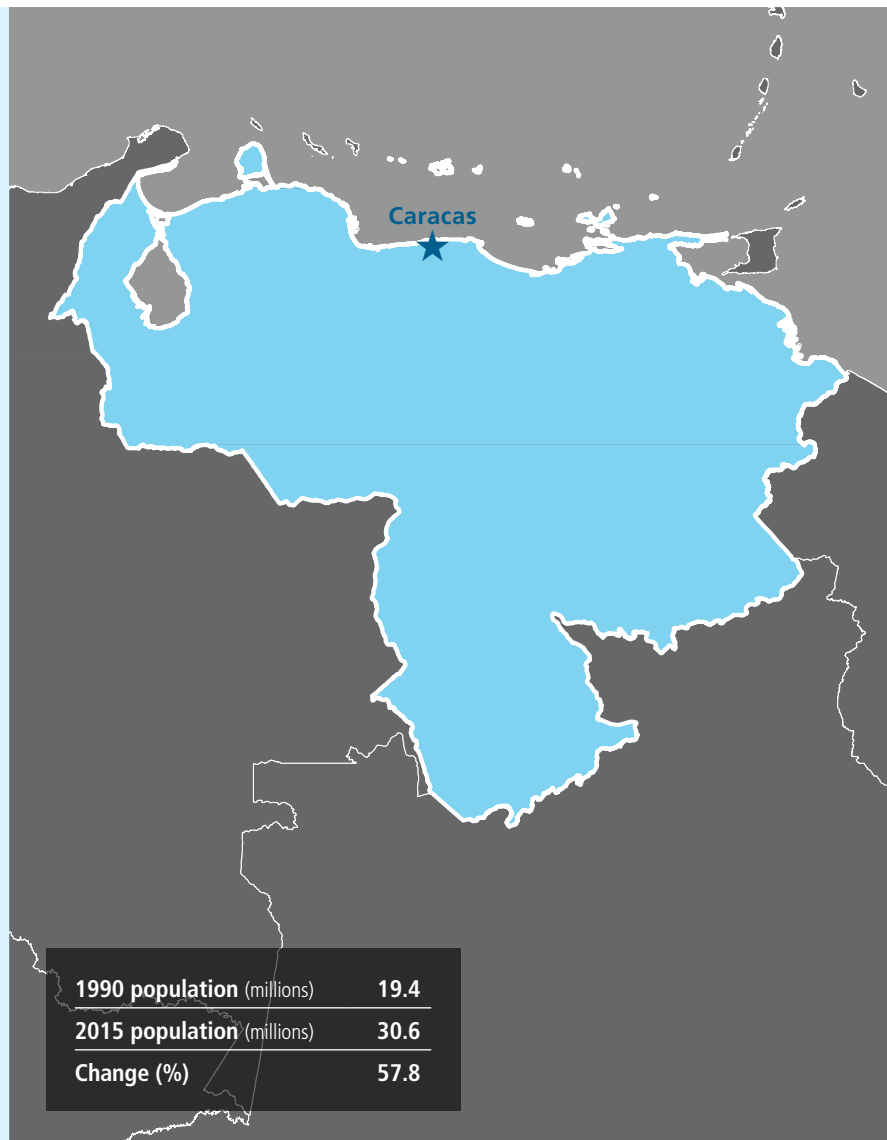 Caracas
1990 population (millions) 19.4
2015 population (millions) 30.6
Change (%) 57.8